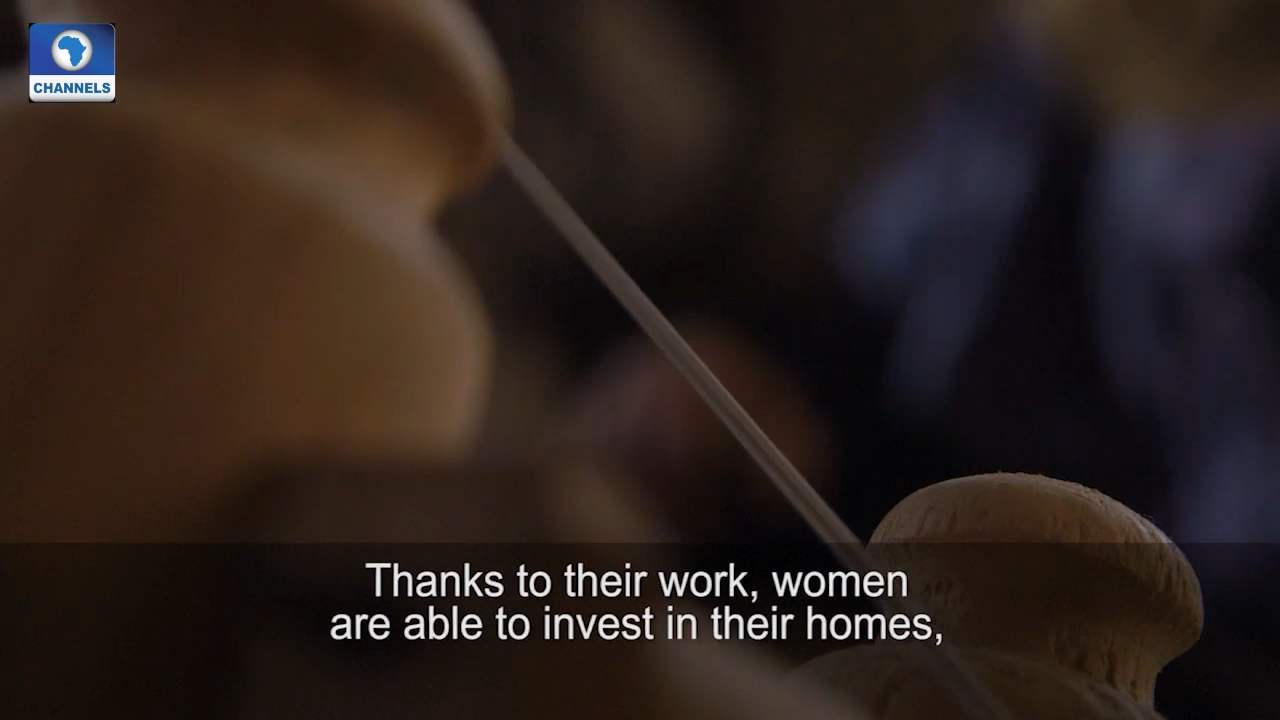 CHANNELS
Thanks to their work, women
are able to invest in their homes,